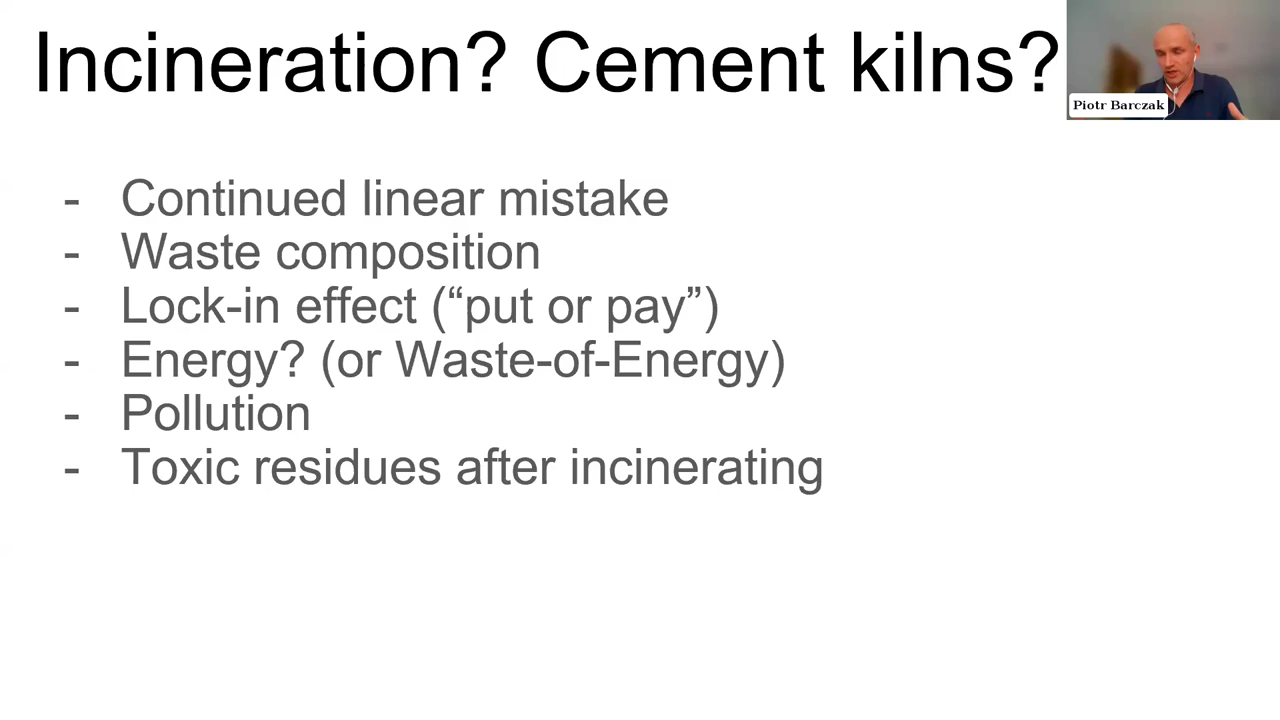 Incineration? Cement kilns?
Piotr Barczak
- Continued linear mistake
- Waste composition
- Lock-in effect (“put or pay”)
- Energy? (or Waste-of-Energy)
- Pollution
- Toxic residues after incinerating